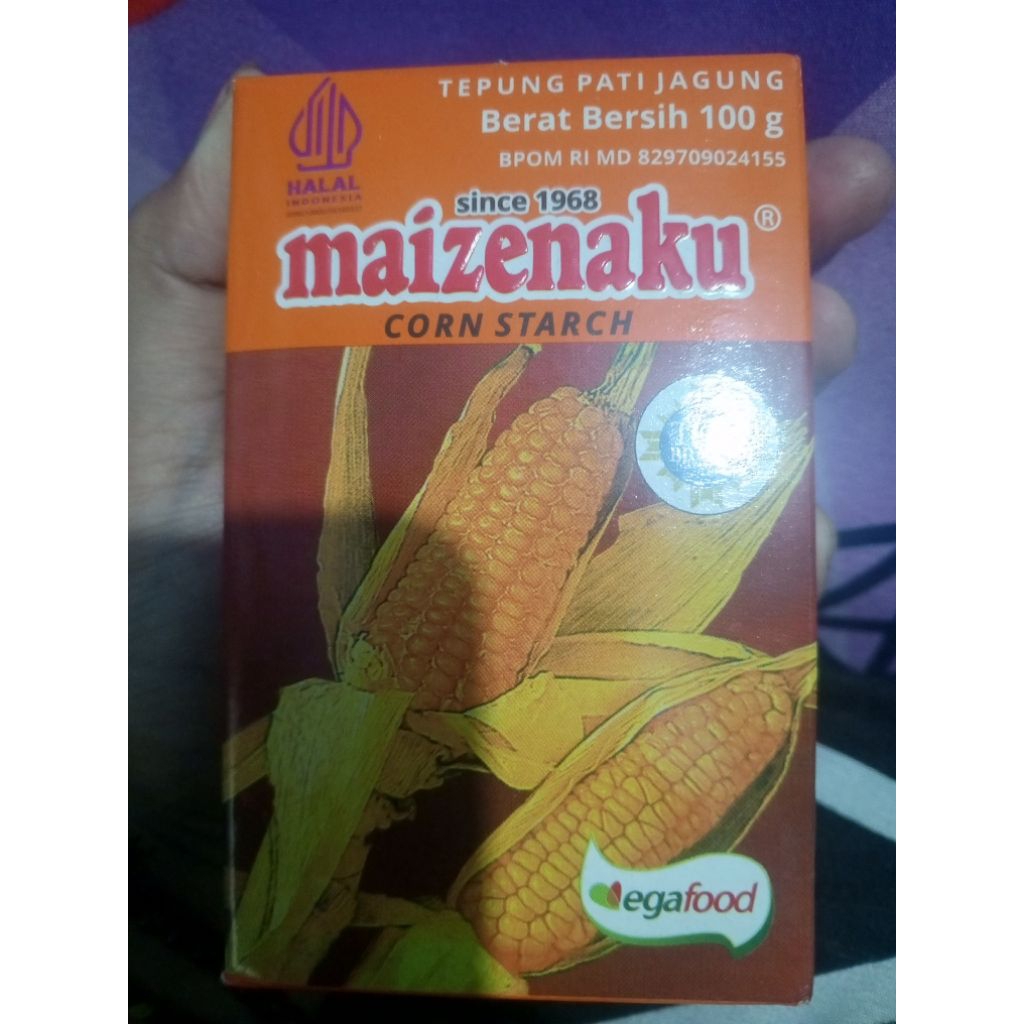 TEPUNG PATI JAGUNG
Berat Bersih 100 g
BPOM RI MD 829709024155
HALAL
INDONESIA
since 1968
maizenaku ®
CORN STARCH
egafood